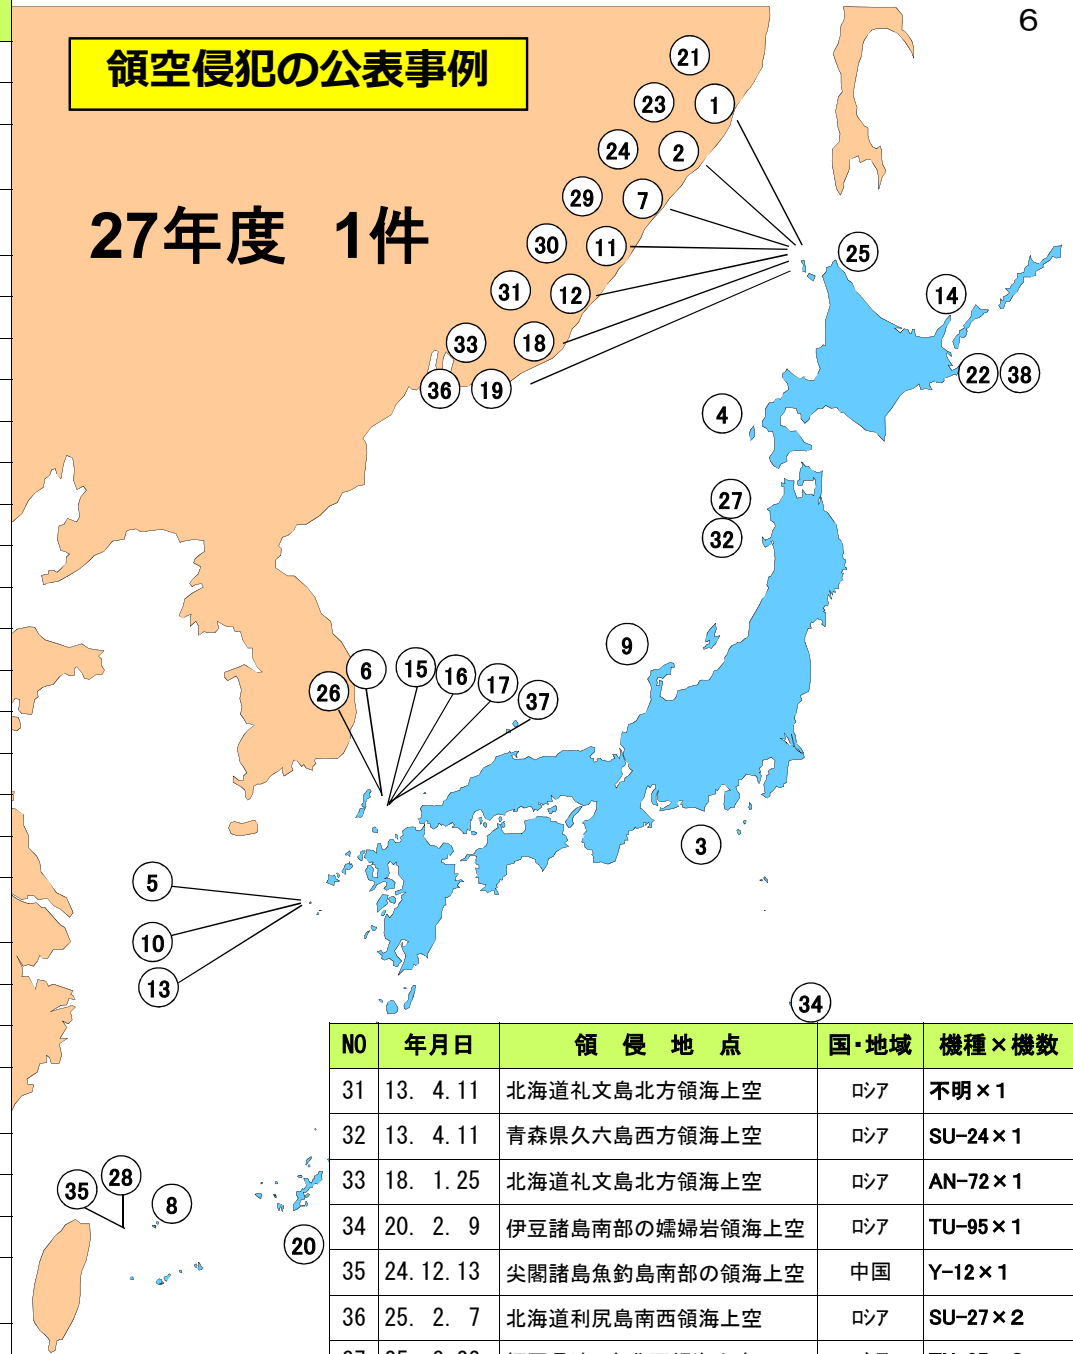 6
領空侵犯の公表事例
27年度 1件
21
23 1
24 2
29 7
30 11
25
31 12
14
33 18
36 19
22 38
4
27
32
9
26 6 15 16 17 37
3
5
10
13
34
35 28 8
20
NO 年月日 領 侵 地 点 国・地域 機種×機数
31 13. 4.11 北海道礼文島北方領海上空 ロシア 不明×1
32 13. 4.11 青森県久六島西方領海上空 ロシア SU-24×1
33 18. 1.25 北海道礼文島北方領海上空 ロシア AN-72×1
34 20. 2. 9 伊豆諸島南部の嬬婦岩領海上空 ロシア TU-95×1
35 24.12.13 尖閣諸島魚釣島南部の領海上空 中国 Y-12×1
36 25. 2. 7 北海道利尻島南西領海上空 ロシア SU-27×2